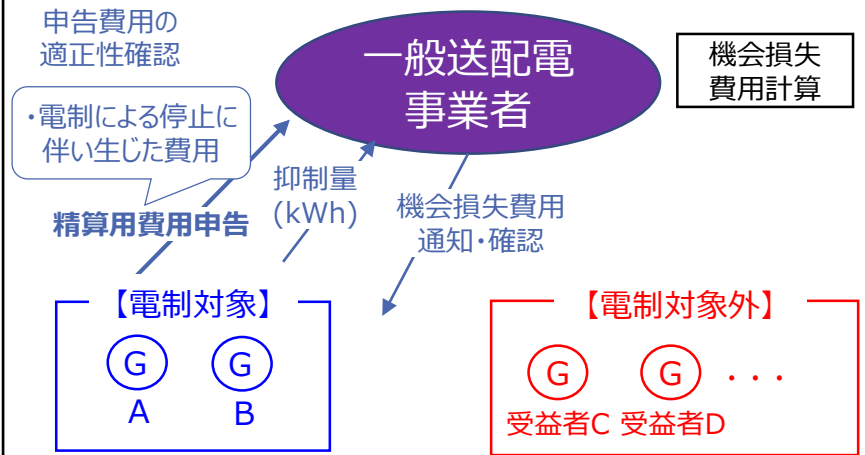 申告費用の
適正性確認
一般送配電
事業者
機会損失
費用計算
・電制による停止に
伴い生じた費用
精算用費用申告
抑制量
(kWh)
機会損失費用
通知・確認
【電制対象】
G
G
A
B
【電制対象外】
G
G
・・・
受益者C
受益者D